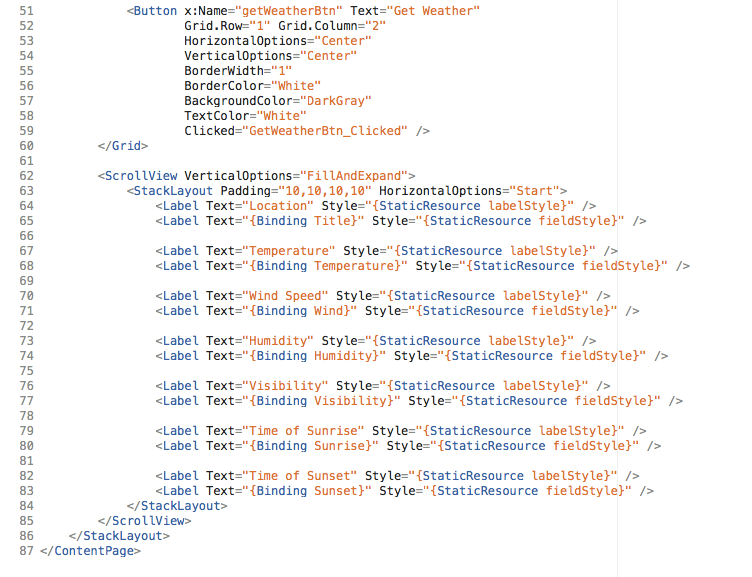 51 <Button x:Name="getWeatherBtn" Text="Get Weather"
52 Grid.Row="1" Grid.Column="2"
53 HorizontalOptions="Center"
54 VerticalOptions="Center"
55 BorderWidth="1"
56 BorderColor="White"
57 BackgroundColor="DarkGray"
58 TextColor="White"
59 Clicked="GetWeatherBtn_Clicked" />
60 </Grid>
61
62 <ScrollView VerticalOptions="FillAndExpand">
63 <StackLayout Padding="10,10,10,10" HorizontalOptions="Start">
64 <Label Text="Location" Style="{StaticResource labelStyle}" />
65 <Label Text="{Binding Title}" Style="{StaticResource fieldStyle}" />
66
67 <Label Text="Temperature" Style="{StaticResource labelStyle}" />
68 <Label Text="{Binding Temperature}" Style="{StaticResource fieldStyle}" />
69
70 <Label Text="Wind Speed" Style="{StaticResource labelStyle}" />
71 <Label Text="{Binding Wind}" Style="{StaticResource fieldStyle}" />
72
73 <Label Text="Humidity" Style="{StaticResource labelStyle}" />
74 <Label Text="{Binding Humidity}" Style="{StaticResource fieldStyle}" />
75
76 <Label Text="Visibility" Style="{StaticResource labelStyle}" />
77 <Label Text="{Binding Visibility}" Style="{StaticResource fieldStyle}" />
78
79 <Label Text="Time of Sunrise" Style="{StaticResource labelStyle}" />
80 <Label Text="{Binding Sunrise}" Style="{StaticResource fieldStyle}" />
81
82 <Label Text="Time of Sunset" Style="{StaticResource labelStyle}" />
83 <Label Text="{Binding Sunset}" Style="{StaticResource fieldStyle}" />
84 </StackLayout>
85 </ScrollView>
86 </StackLayout>
87 </ContentPage>